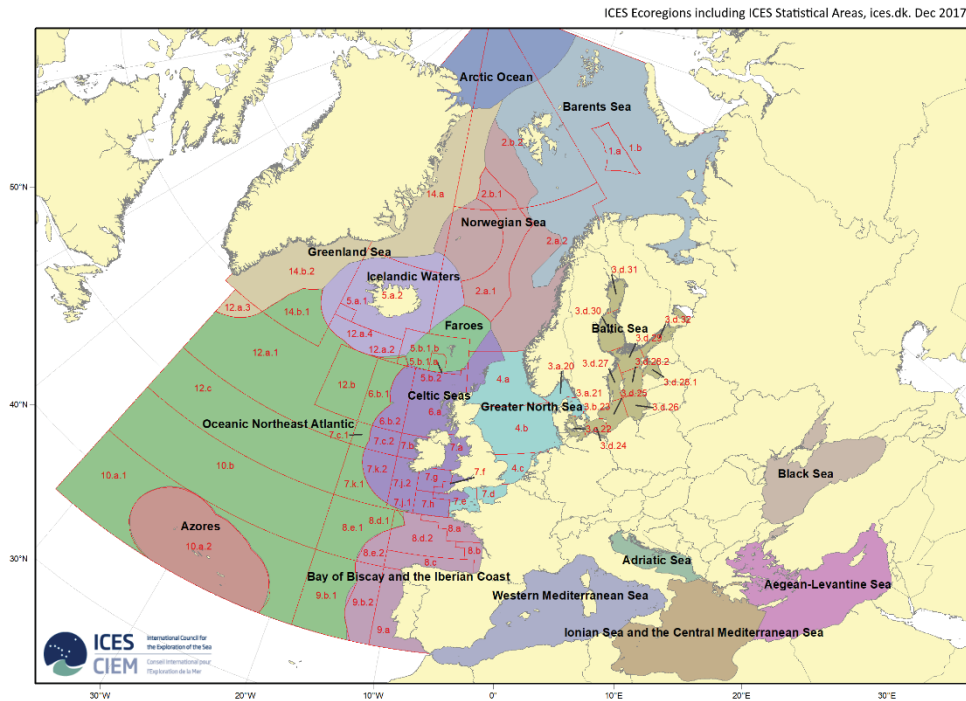 ICES Ecoregions including ICES Statistical Areas, ices.dk. Dec 2017
Arctic Ocean
Barents Sea
1.a
1.b
2.b.2
50°N
14.a
2.b.1
Norwegian Sea
2.a.2
Greenland Sea
14.b.2
Icelandic Waters
3.d.31
5.a.1
5.a.2
2.a.1
12.a.3
14.b.1
3.d.30
3.d.32
Faroes
Baltic Sea
12.a.4
3.d.29
12.a.1
12.a.2
5.b.1.b
5.b.1.a
3.a.20
3.d.27
3.d.28.2
12.c
12.b
5.b.2
4.a
3.d.28.1
6.b.1
Celtic Seas
3.a.21
3.d.25
40°N
6.a
Greater North Sea
3.b.23
3.d.26
Oceanic Northeast Atlantic
6.b.2
4.b
3.c.22
7.c.1
7.c.2
7.b
7.a
3.d.24
10.b
7.k.2
7.g
7.f
4.c
10.a.1
7.k.1
7.j.2
Black Sea
7.j.1
7.h
7.e
7.d
Azores
8.d.1
8.e.1
8.a
10.a.2
8.d.2
30°N
8.e.2
8.b
8.c
Adriatic Sea
Bay of Biscay and the Iberian Coast
Aegean-Levantine Sea
9.b.1
9.b.2
Western Mediterranean Sea
9.a
Ionian Sea and the Central Mediterranean Sea
ICES
International Council for
the Exploration of the Sea
CIEM
Conseil International pour
l'Exploration de la Mer
30°W
20°W
10°W
0°
10°E
20°E
30°E